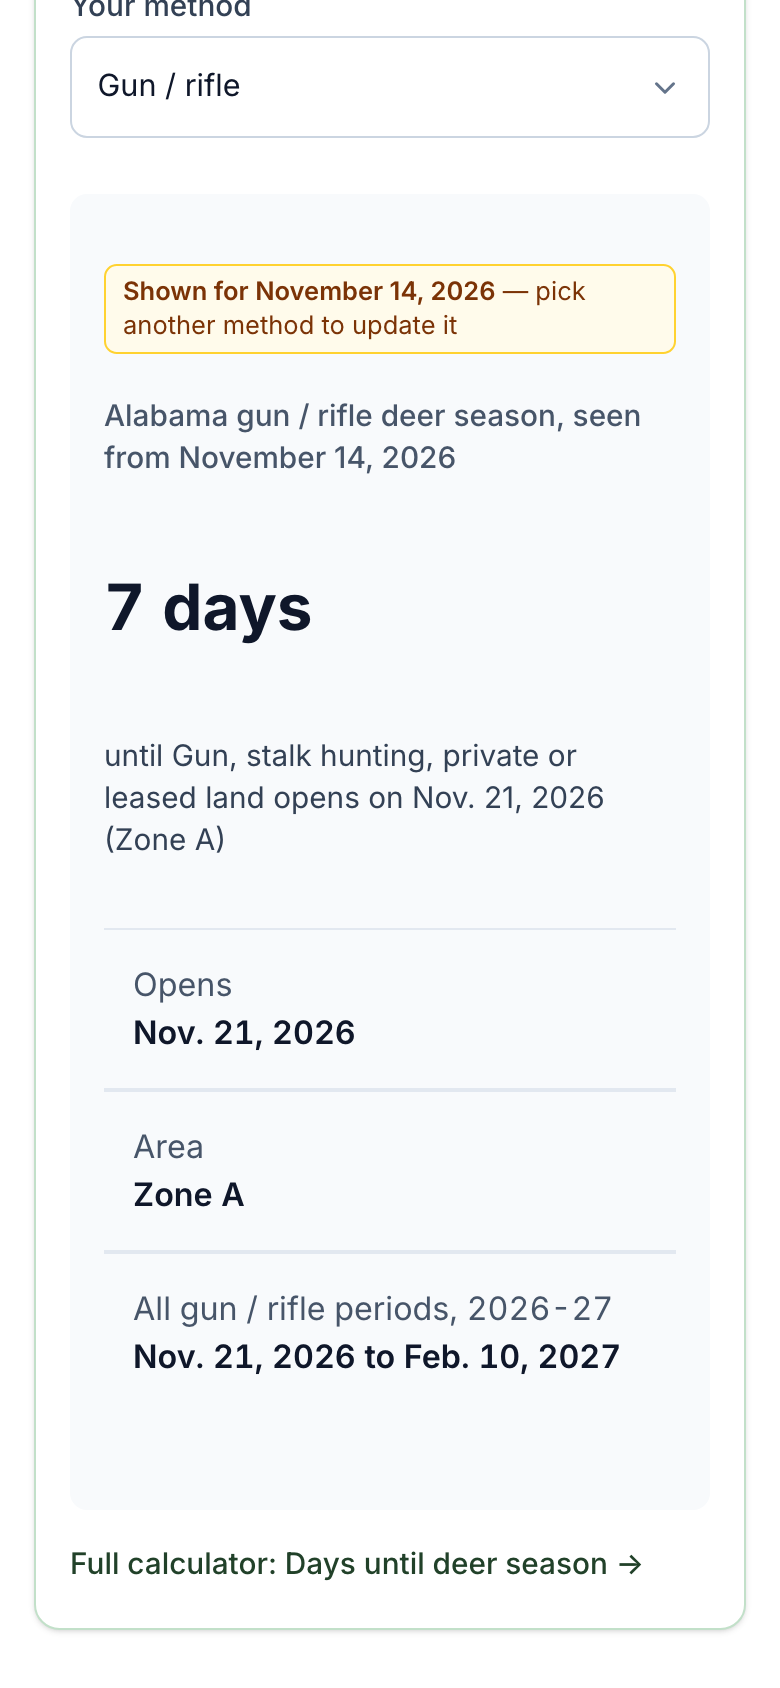 Your method
Gun / rifle
Shown for November 14, 2026 — pick
another method to update it
Alabama gun / rifle deer season, seen
from November 14, 2026
7 days
until Gun, stalk hunting, private or
leased land opens on Nov. 21, 2026
(Zone A)
Opens
Nov. 21, 2026
Area
Zone A
All gun / rifle periods, 2026-27
Nov. 21, 2026 to Feb. 10, 2027
Full calculator: Days until deer season →